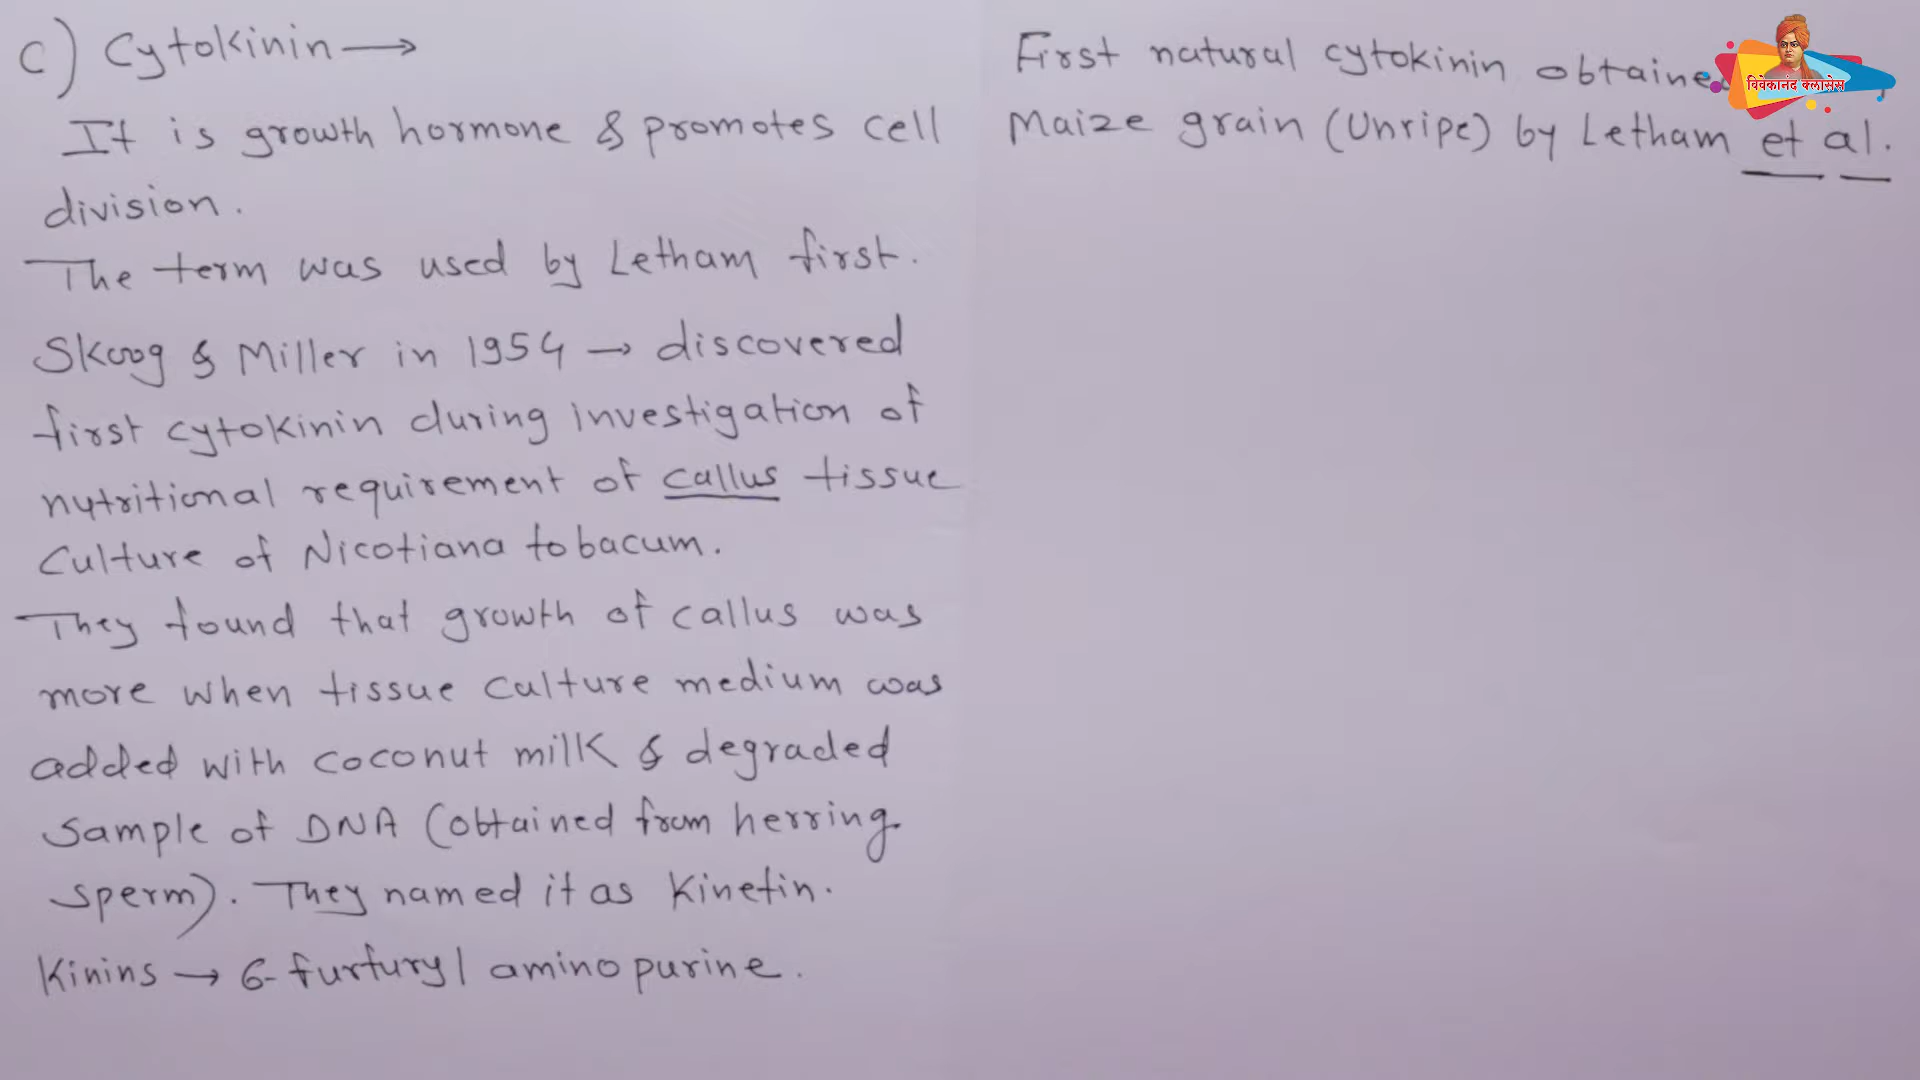 C) Cytokinin →
It is growth hormone & promotes cell
division.
The term was used by Letham first.
Skoog & Miller in 1954 → discovered
first cytokinin during investigation of
nutritional requirement of callus tissue
Culture of Nicotiana tobacum.
They found that growth of callus was
more when tissue culture medium was
added with coconut milk & degraded
sample of DNA (obtained from herring
sperm). They named it as Kinetin.
Kinins → 6-furfuryl amino purine.
First natural cytokinin obtaine
Maize grain (Unripe) by Letham et al.
विवेकानंद क्लासेस